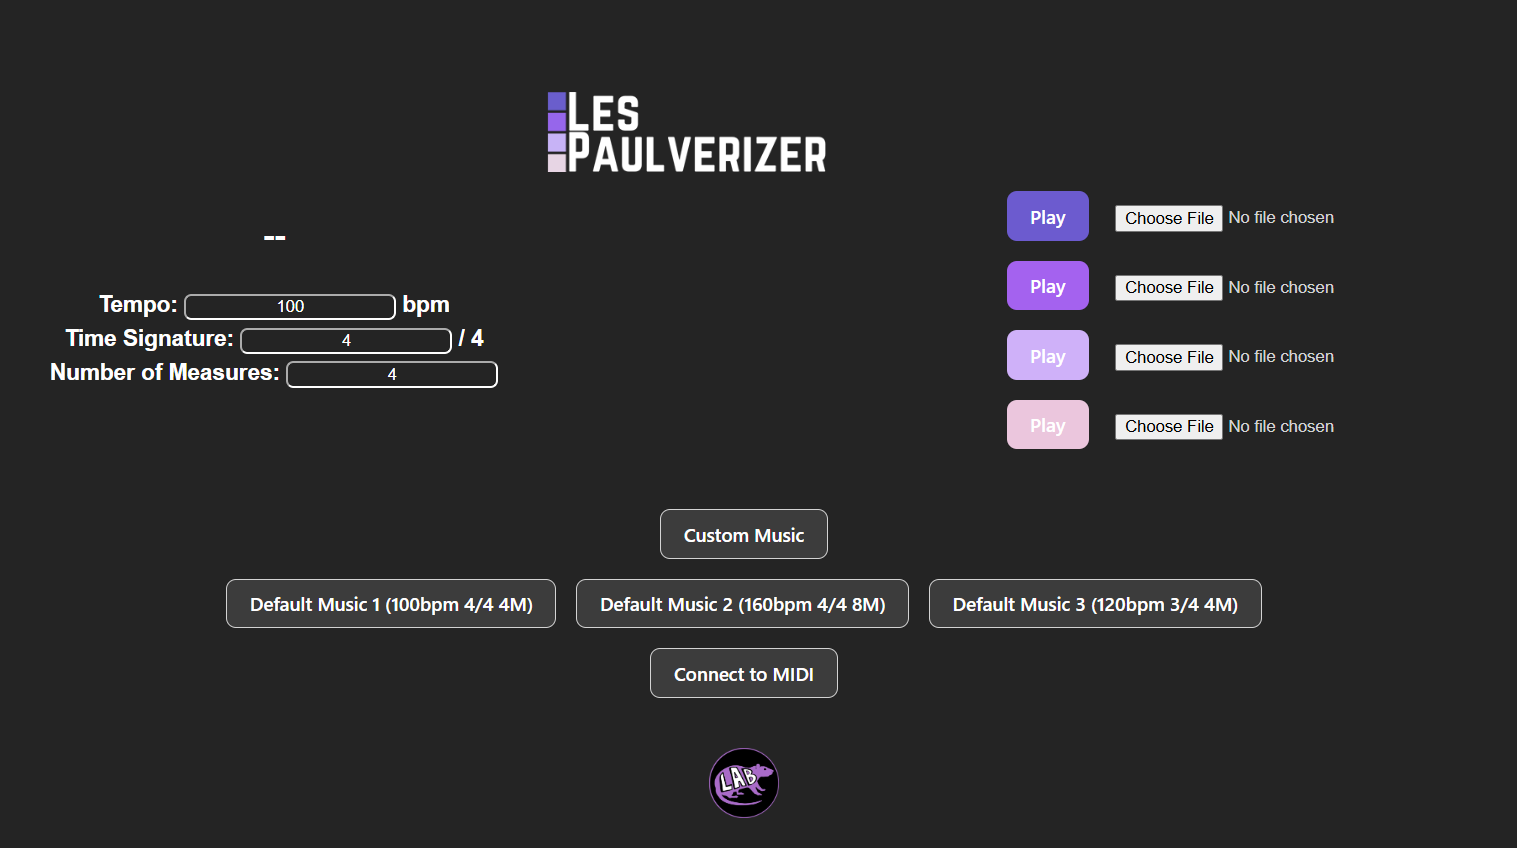 LES
PAULVERIZER
--
Tempo: 100 bpm
Time Signature: 4 / 4
Number of Measures: 4
Play Choose File No file chosen
Play Choose File No file chosen
Play Choose File No file chosen
Play Choose File No file chosen
Custom Music
Default Music 1 (100bpm 4/4 4M) Default Music 2 (160bpm 4/4 8M) Default Music 3 (120bpm 3/4 4M)
Connect to MIDI
LAB